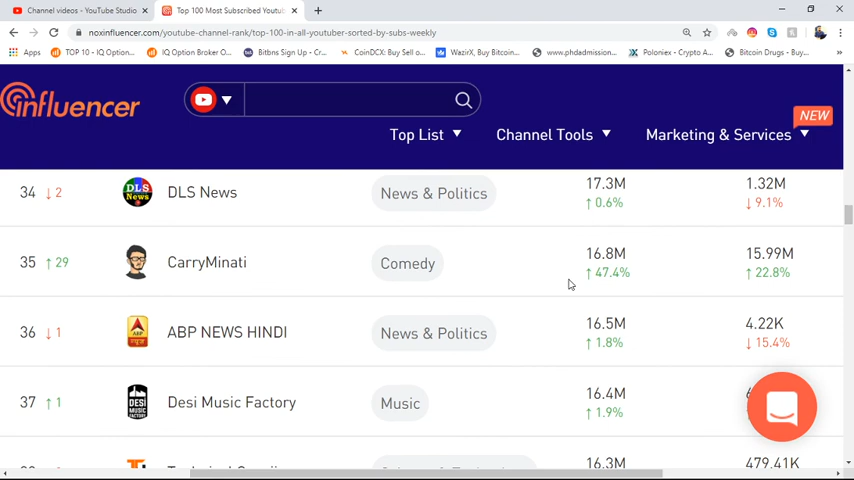 Channel videos - YouTube Studio
Top 100 Most Subscribed Youtu
noxinfluencer.com/youtube-channel-rank/top-100-in-all-youtuber-sorted-by-subs-weekly
Apps TOP 10 - IQ Option... IQ Option Broker O... Bitbns Sign Up - Cr... CoinDCX: Buy Sell o... WazirX, Buy Bitcoin... www.phdadmission... Poloniex - Crypto A... Bitcoin Drugs - Buy...
influencer
NEW
Top List Channel Tools Marketing & Services
34 ↓ 2 DLS News News & Politics 17.3M 1.32M
↑ 0.6% ↓ 9.1%
35 ↑ 29 CarryMinati Comedy 16.8M 15.99M
↑ 47.4% ↑ 22.8%
36 ↓ 1 ABP NEWS HINDI News & Politics 16.5M 4.22K
↑ 1.8% ↓ 15.4%
37 ↑ 1 Desi Music Factory Music 16.4M
↑ 1.9%
16.3M 479.41K